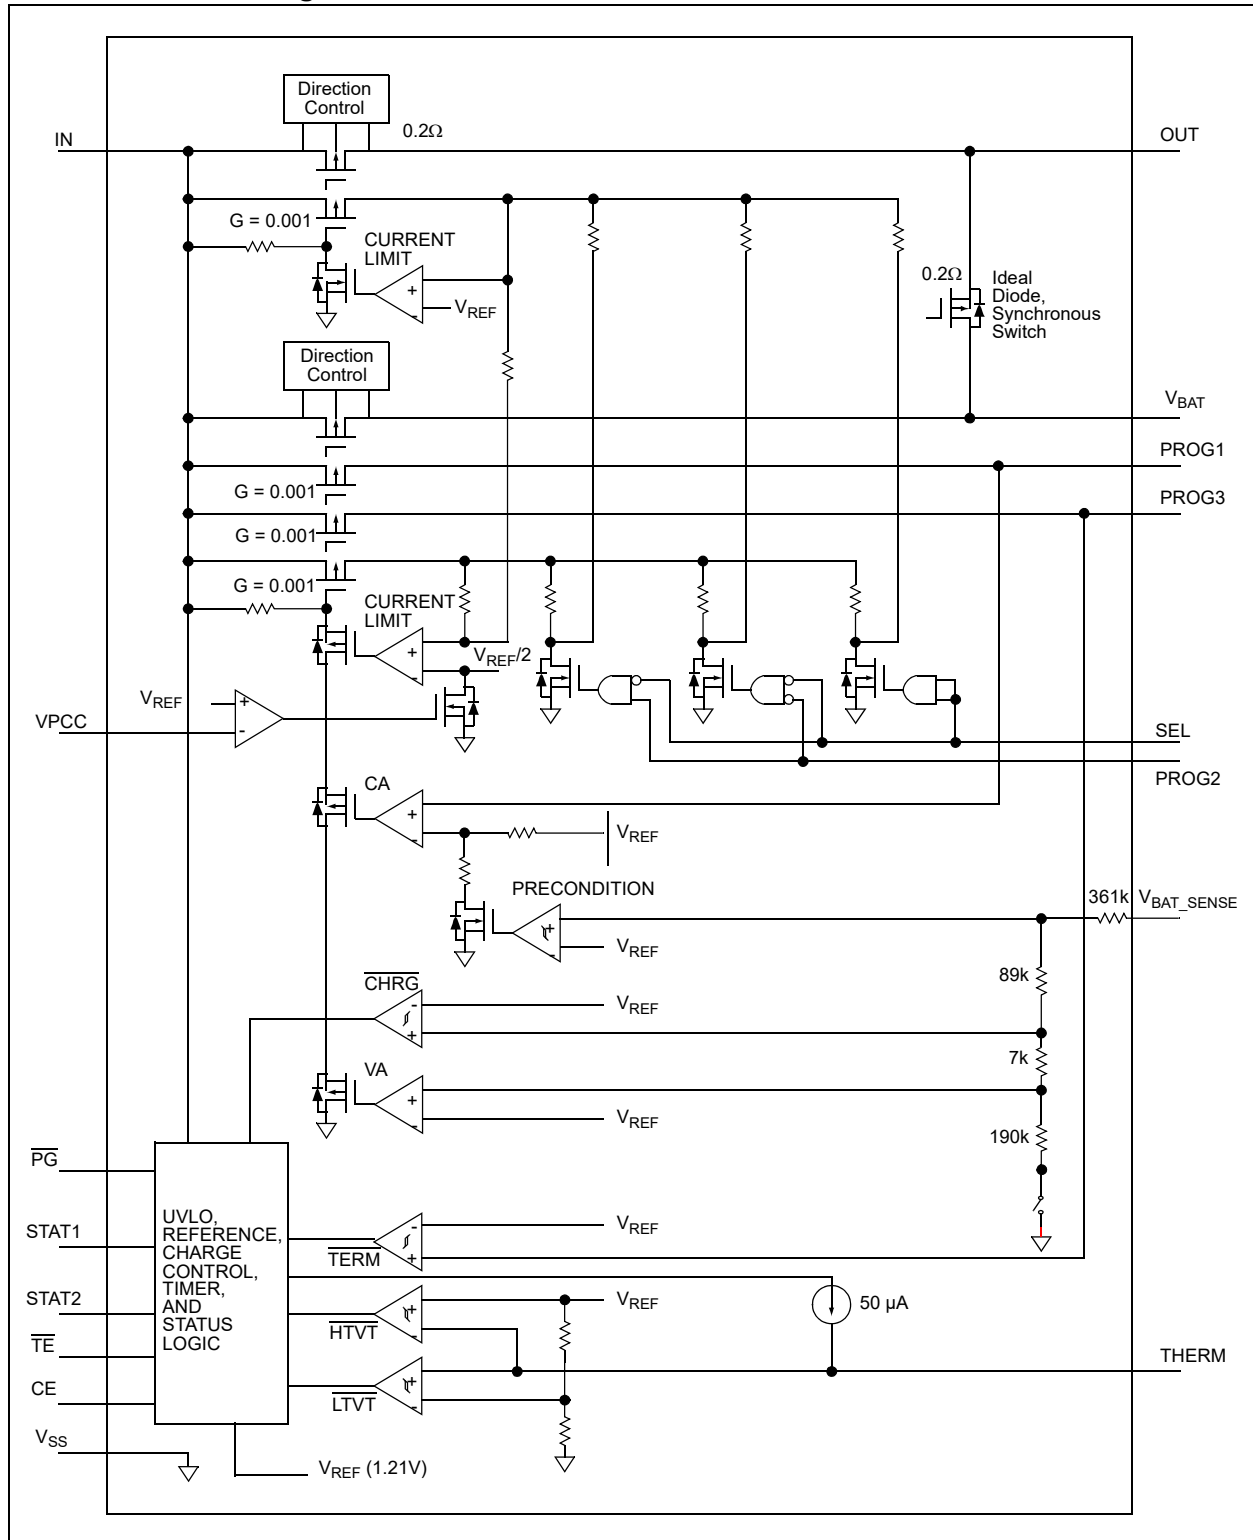 Direction
Control
0.2Ω
IN
OUT
G = 0.001
CURRENT
LIMIT
VREF
0.2Ω
Ideal
Diode,
Synchronous
Switch
Direction
Control
VBAT
PROG1
G = 0.001
PROG3
G = 0.001
G = 0.001
CURRENT
LIMIT
VREF/2
VREF
VPCC
SEL
PROG2
CA
VREF
PRECONDITION
361k
VBAT_SENSE
VREF
89k
CHRG
VREF
7k
VA
VREF
190k
PG
UVLO,
REFERENCE,
CHARGE
CONTROL,
TIMER,
AND
STATUS
LOGIC
STAT1
VREF
TERM
STAT2
VREF
50 µA
HTVT
TE
THERM
CE
LTVT
VSS
VREF (1.21V)